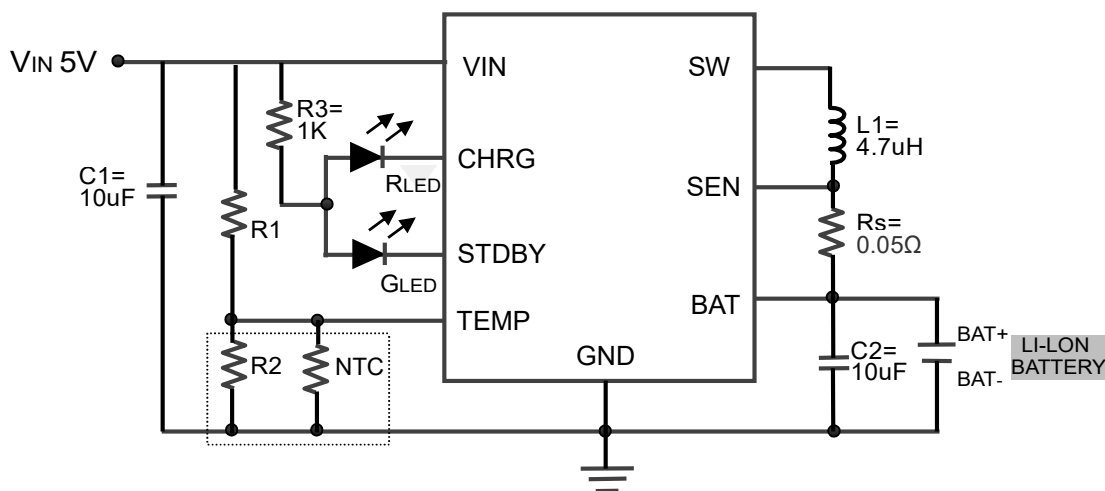 VIN 5V
C1=
10uF
R1
R2
NTC
R3=
1K
RLED
GLED
VIN
CHRG
STDBY
TEMP
GND
SW
SEN
BAT
L1=
4.7uH
Rs=
0.05Ω
C2=
10uF
BAT+
BAT-
LI-LON
BATTERY